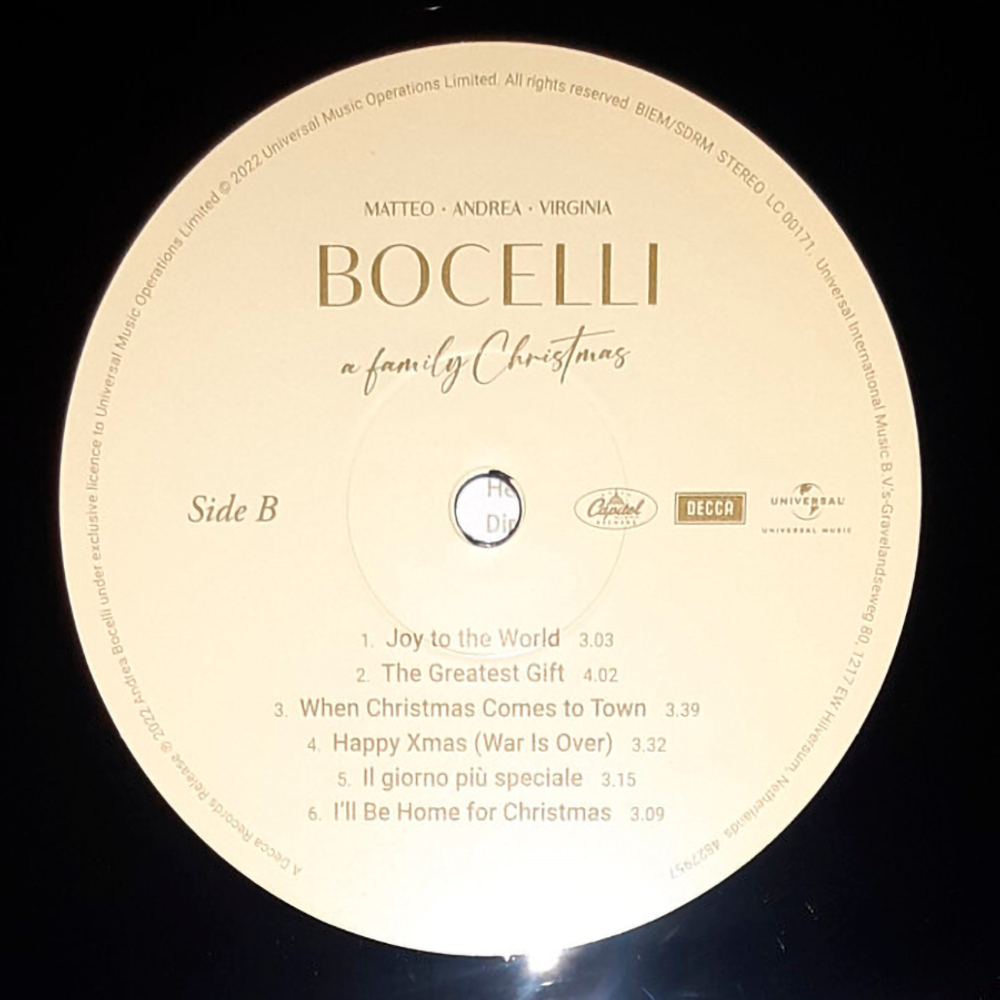 A Decca Records Release ℗ 2022 Andrea Bocelli under exclusive licence to Universal Music Operations Limited © 2022 Universal Music Operations Limited. All rights reserved. BIEM/SDRM STEREO LC 00171. Universal International Music B.V's-Gravelandseweg 80, 1217 EW Hilversum, Netherlands. 4827957
MATTEO · ANDREA · VIRGINIA
BOCELLI
a family Christmas
Side B
He
Dir
Capitol
RECORDS
DECCA
UNIVERSAL
UNIVERSAL MUSIC
1. Joy to the World 3.03
2. The Greatest Gift 4.02
3. When Christmas Comes to Town 3.39
4. Happy Xmas (War Is Over) 3.32
5. Il giorno più speciale 3.15
6. I'll Be Home for Christmas 3.09